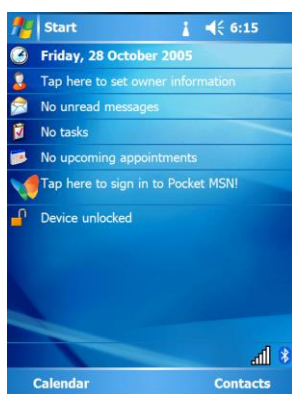 Start 6:15
Friday, 28 October 2005
Tap here to set owner information
No unread messages
No tasks
No upcoming appointments
Tap here to sign in to Pocket MSN!
Device unlocked
Calendar Contacts